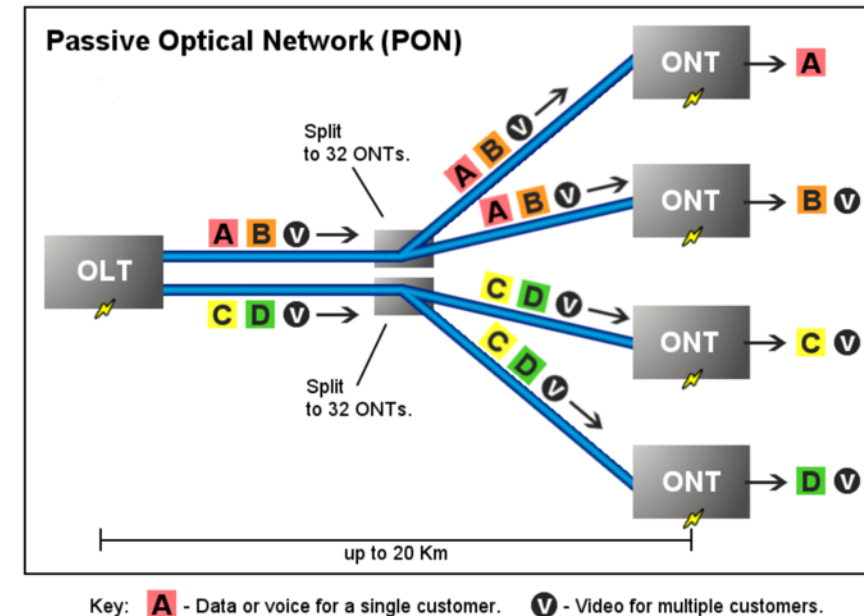 Passive Optical Network (PON)
ONT A
Split
to 32 ONTs.
A B V
A B V
ONT B V
A B V
OLT
C D V
C D V
ONT C V
C D V
Split
to 32 ONTs.
ONT D V
up to 20 Km
Key: A - Data or voice for a single customer. V - Video for multiple customers.